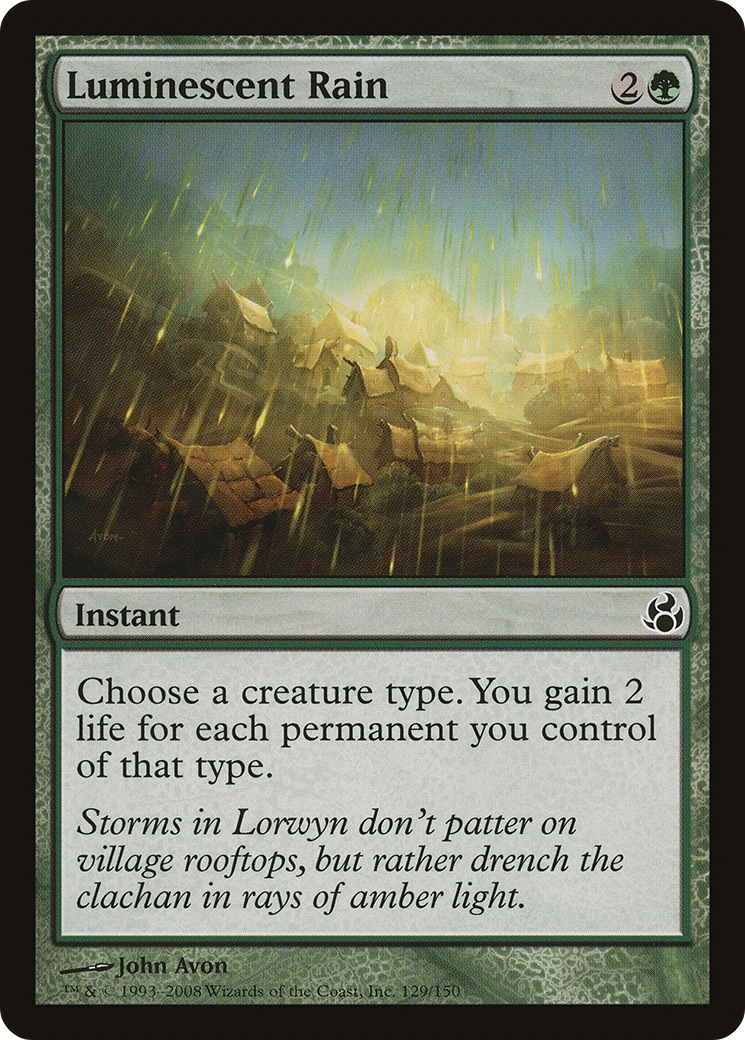 Luminescent Rain 2
AVON-
Instant
Choose a creature type. You gain 2
life for each permanent you control
of that type.
Storms in Lorwyn don't patter on
village rooftops, but rather drench the
clachan in rays of amber light.
John Avon
™ & © 1993–2008 Wizards of the Coast, Inc. 129/150